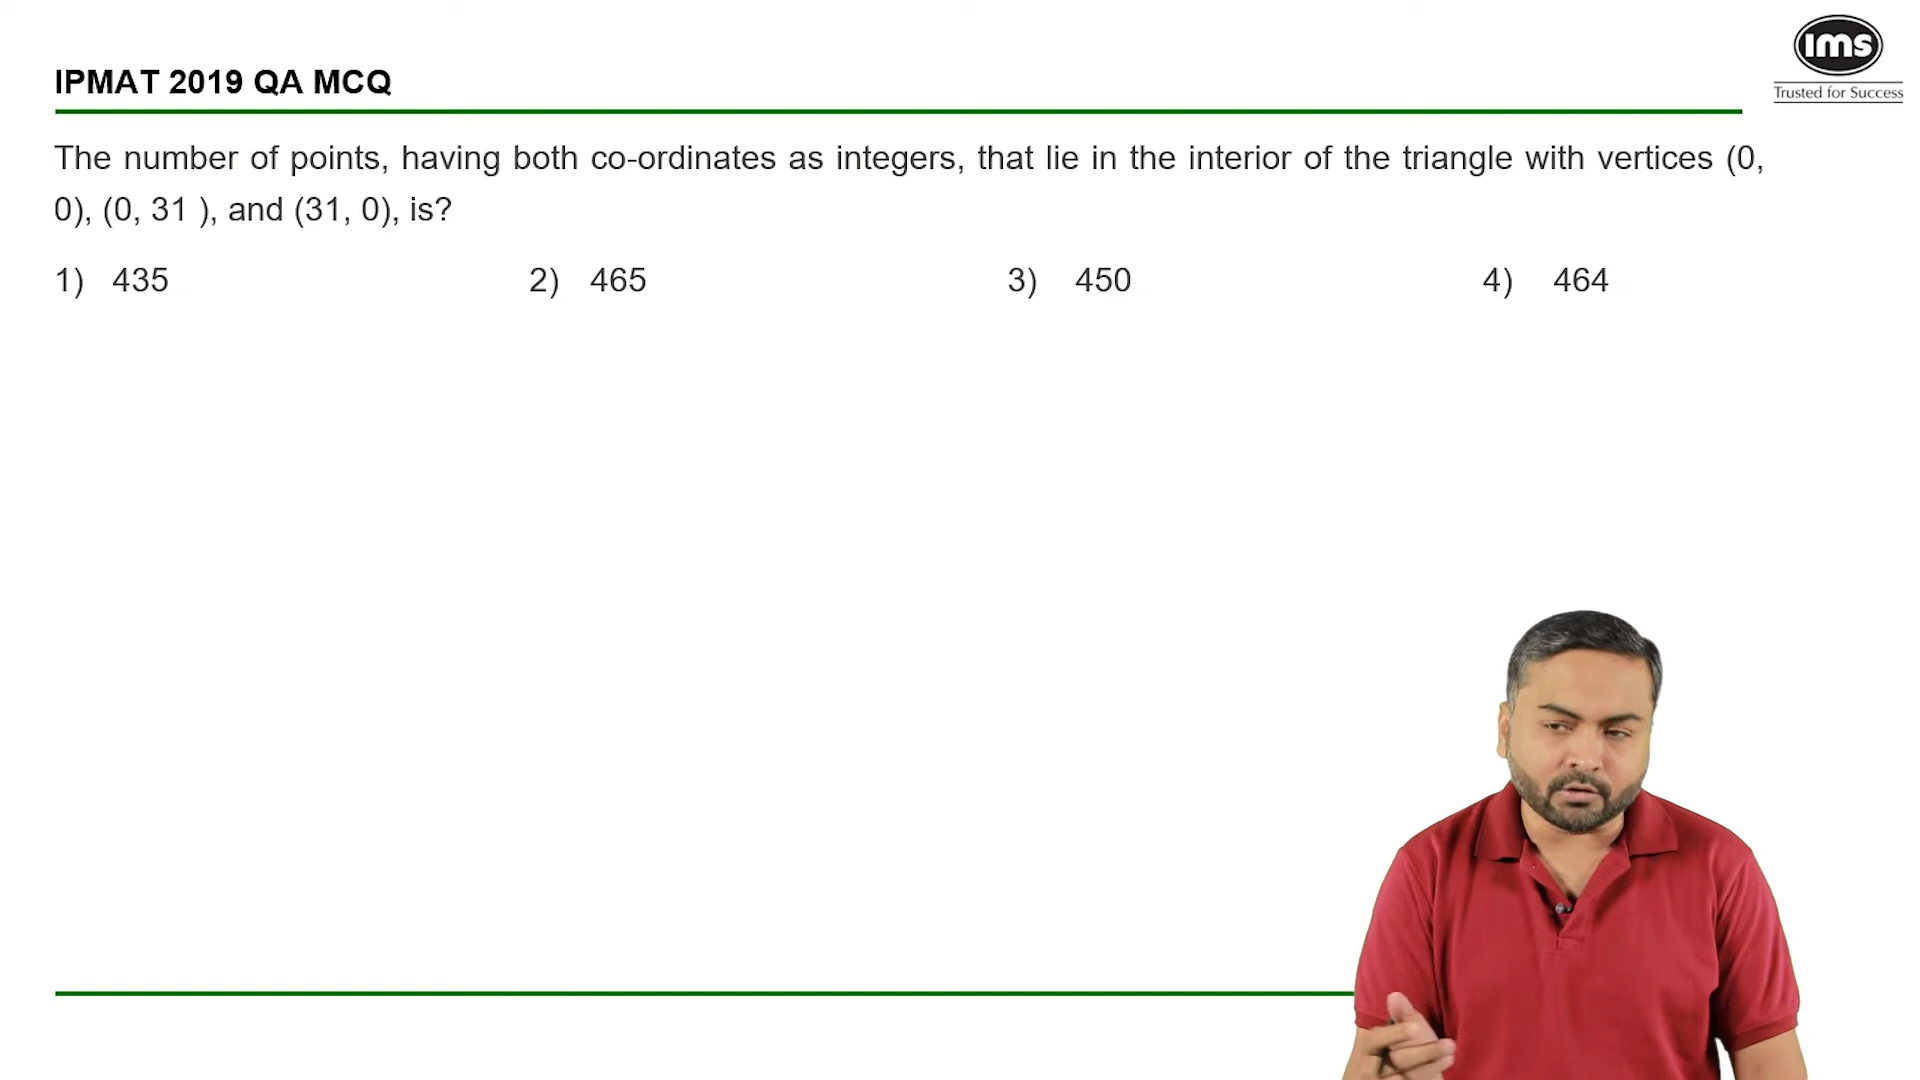 ims
Trusted for Success
IPMAT 2019 QA MCQ
The number of points, having both co-ordinates as integers, that lie in the interior of the triangle with vertices (0,
0), (0, 31 ), and (31, 0), is?
1) 435 2) 465 3) 450 4) 464